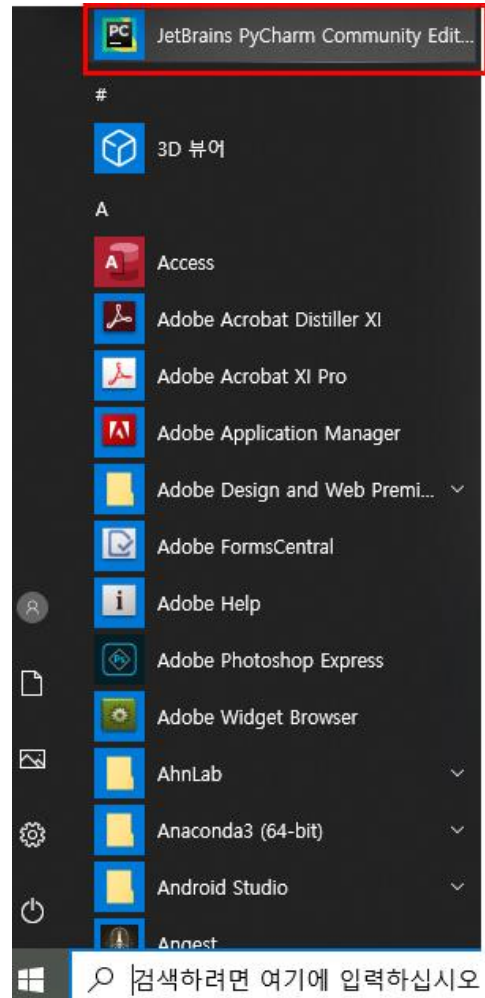 PC
JetBrains PyCharm Community Edit...
#
3D 뷰어
A
A
Access
Adobe Acrobat Distiller XI
Adobe Acrobat XI Pro
Adobe Application Manager
Adobe Design and Web Premi...
Adobe FormsCentral
i
Adobe Help
Ps
Adobe Photoshop Express
Adobe Widget Browser
AhnLab
Anaconda3 (64-bit)
Android Studio
Angest
검색하려면 여기에 입력하십시오